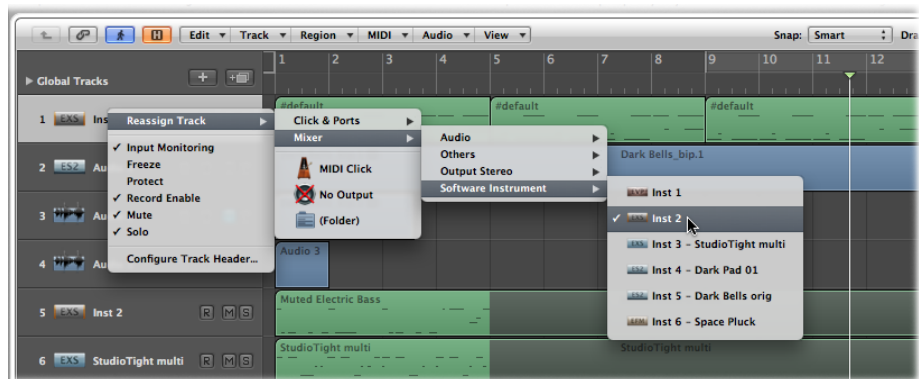 Edit Track Region MIDI Audio View Snap: Smart Dra
Global Tracks
1 2 3 4 5 6 7 8 9 10 11 12
#default #default #default
1 EXS Ins
Reassign Track
Input Monitoring
Freeze
Protect
Record Enable
Mute
Solo
Configure Track Header...
Click & Ports
Mixer
MIDI Click
No Output
(Folder)
Audio
Others
Output Stereo
Software Instrument
Inst 1
Inst 2
Inst 3 - StudioTight multi
Inst 4 - Dark Pad 01
Inst 5 - Dark Bells orig
Inst 6 - Space Pluck
2 ES2 Au
Dark Bells_bip.1
3 Au
4 Au
Audio 3
5 EXS Inst 2 R M S
Muted Electric Bass
6 EXS StudioTight multi R M S
StudioTight multi StudioTight multi